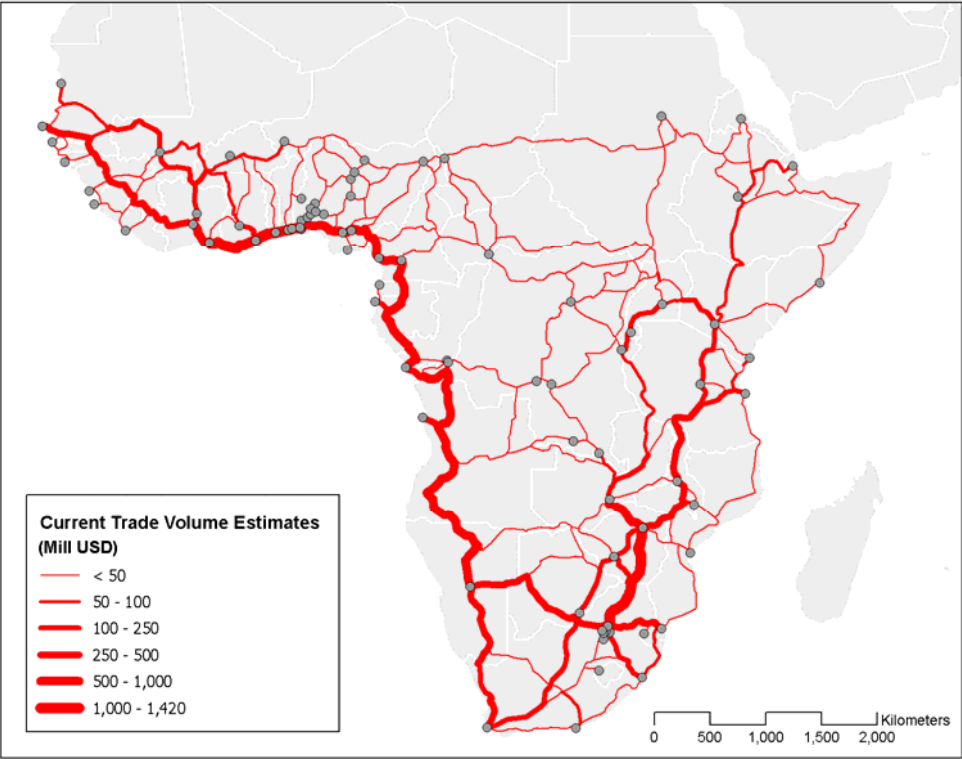 Current Trade Volume Estimates
(Mill USD)
< 50
50 - 100
100 - 250
250 - 500
500 - 1,000
1,000 - 1,420
Kilometers
0 500 1,000 1,500 2,000